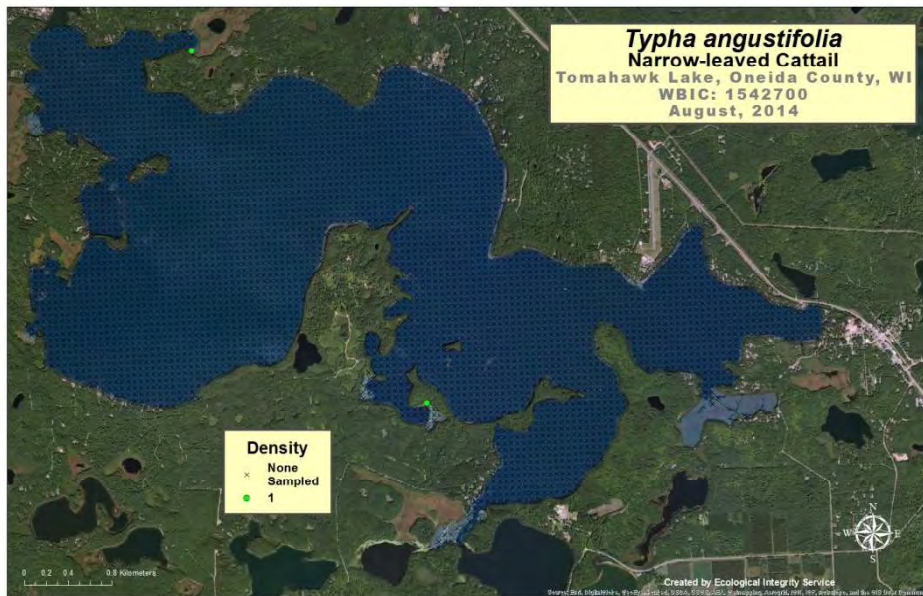 Typha angustifolia
Narrow-leaved Cattail
Tomahawk Lake, Oneida County, WI
WBIC: 1542700
August, 2014
Density
None
Sampled
1
0 0.2 0.4 0.8 Kilometers
N
W E
S
Created by Ecological Integrity Service